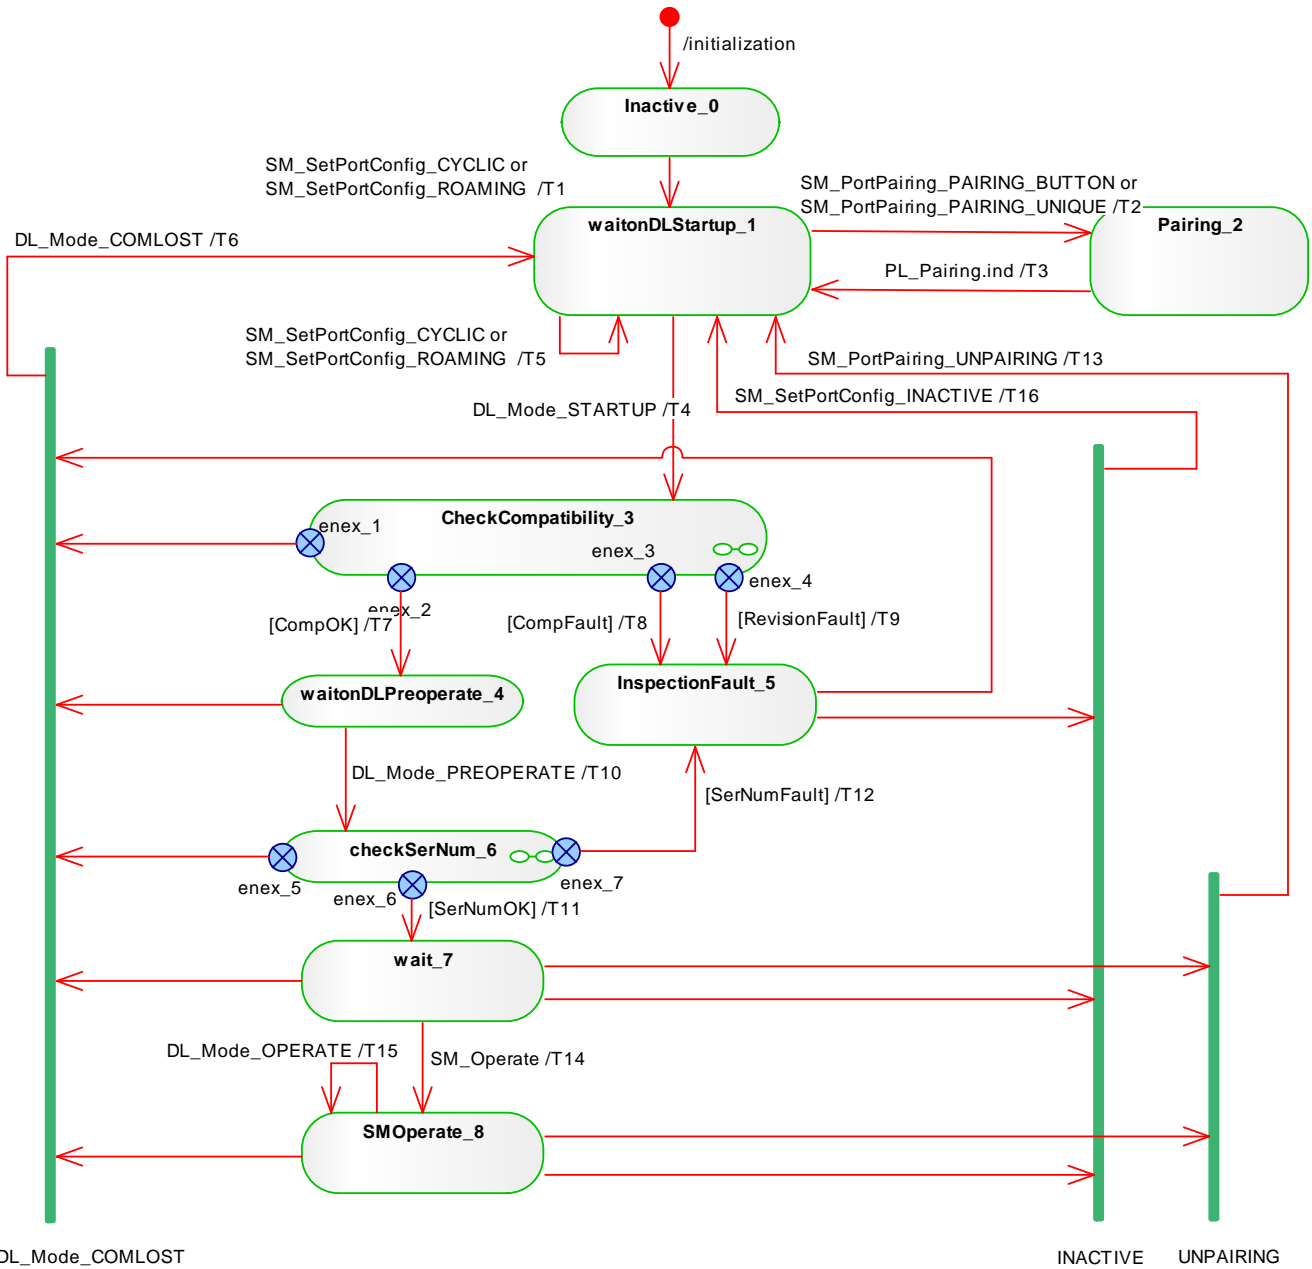 /initialization
Inactive_0
SM_SetPortConfig_CYCLIC or
SM_SetPortConfig_ROAMING /T1
SM_PortPairing_PAIRING_BUTTON or
SM_PortPairing_PAIRING_UNIQUE /T2
waitonDLStartup_1
Pairing_2
DL_Mode_COMLOST /T6
PL_Pairing.ind /T3
SM_SetPortConfig_CYCLIC or
SM_SetPortConfig_ROAMING /T5
SM_PortPairing_UNPAIRING /T13
SM_SetPortConfig_INACTIVE /T16
DL_Mode_STARTUP /T4
CheckCompatibility_3
enex_1
enex_3
enex_4
enex_2
[CompOK] /T7
[CompFault] /T8
[RevisionFault] /T9
waitonDLPreoperate_4
InspectionFault_5
DL_Mode_PREOPERATE /T10
[SerNumFault] /T12
checkSerNum_6
enex_5
enex_7
enex_6
[SerNumOK] /T11
wait_7
DL_Mode_OPERATE /T15
SM_Operate /T14
SMOperate_8
DL_Mode_COMLOST
INACTIVE
UNPAIRING